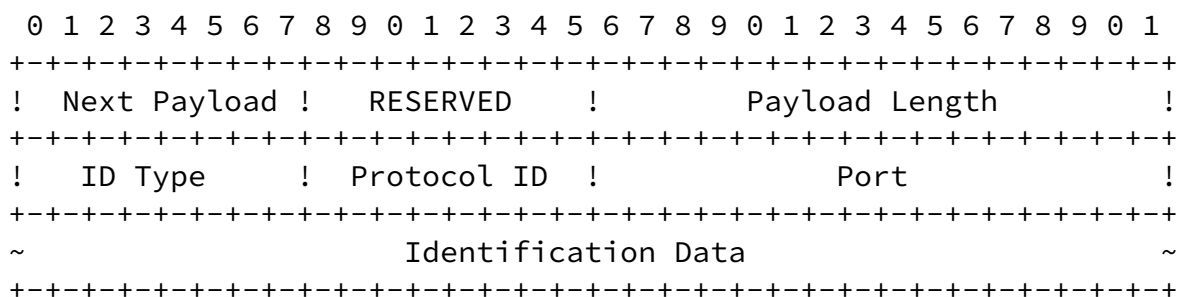 0 1 2 3 4 5 6 7 8 9 0 1 2 3 4 5 6 7 8 9 0 1 2 3 4 5 6 7 8 9 0 1
+-+-+-+-+-+-+-+-+-+-+-+-+-+-+-+-+-+-+-+-+-+-+-+-+-+-+-+-+-+-+-+-+
!  Next Payload !   RESERVED    !        Payload Length         !
+-+-+-+-+-+-+-+-+-+-+-+-+-+-+-+-+-+-+-+-+-+-+-+-+-+-+-+-+-+-+-+-+
!   ID Type     !  Protocol ID  !             Port              !
+-+-+-+-+-+-+-+-+-+-+-+-+-+-+-+-+-+-+-+-+-+-+-+-+-+-+-+-+-+-+-+-+
~                     Identification Data                       ~
+-+-+-+-+-+-+-+-+-+-+-+-+-+-+-+-+-+-+-+-+-+-+-+-+-+-+-+-+-+-+-+-+